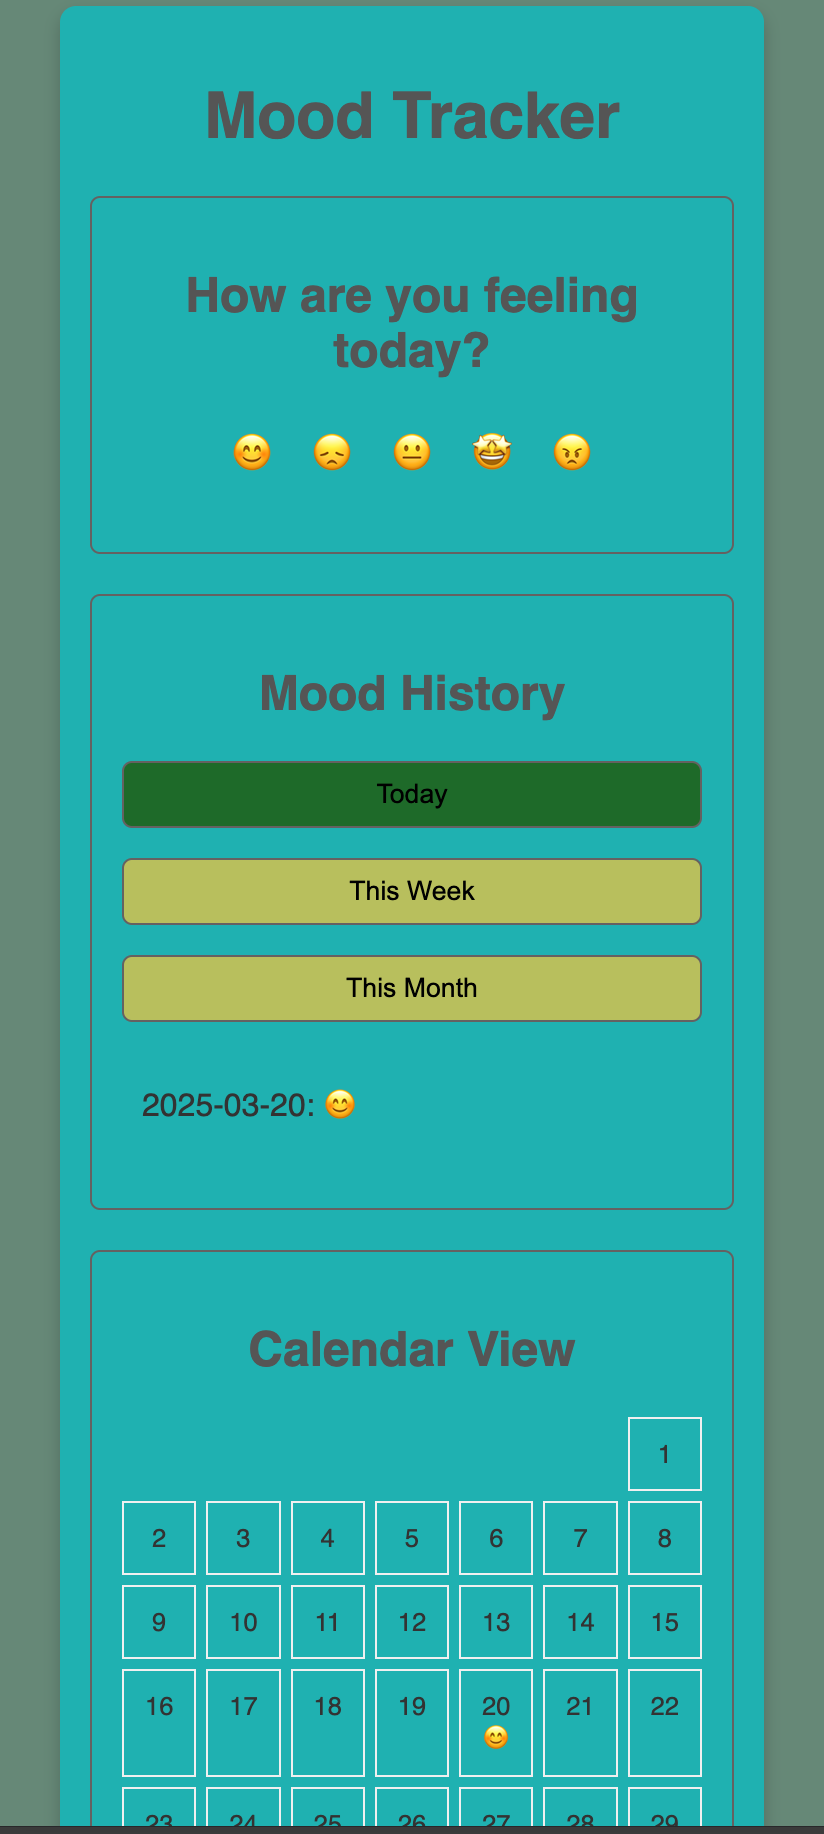 Mood Tracker
How are you feeling
today?
😊 😞 😐 🤩 😠
Mood History
Today
This Week
This Month
2025-03-20: 😊
Calendar View
1
2 3 4 5 6 7 8
9 10 11 12 13 14 15
16 17 18 19 20 21 22
😊
23 24 25 26 27 28 29